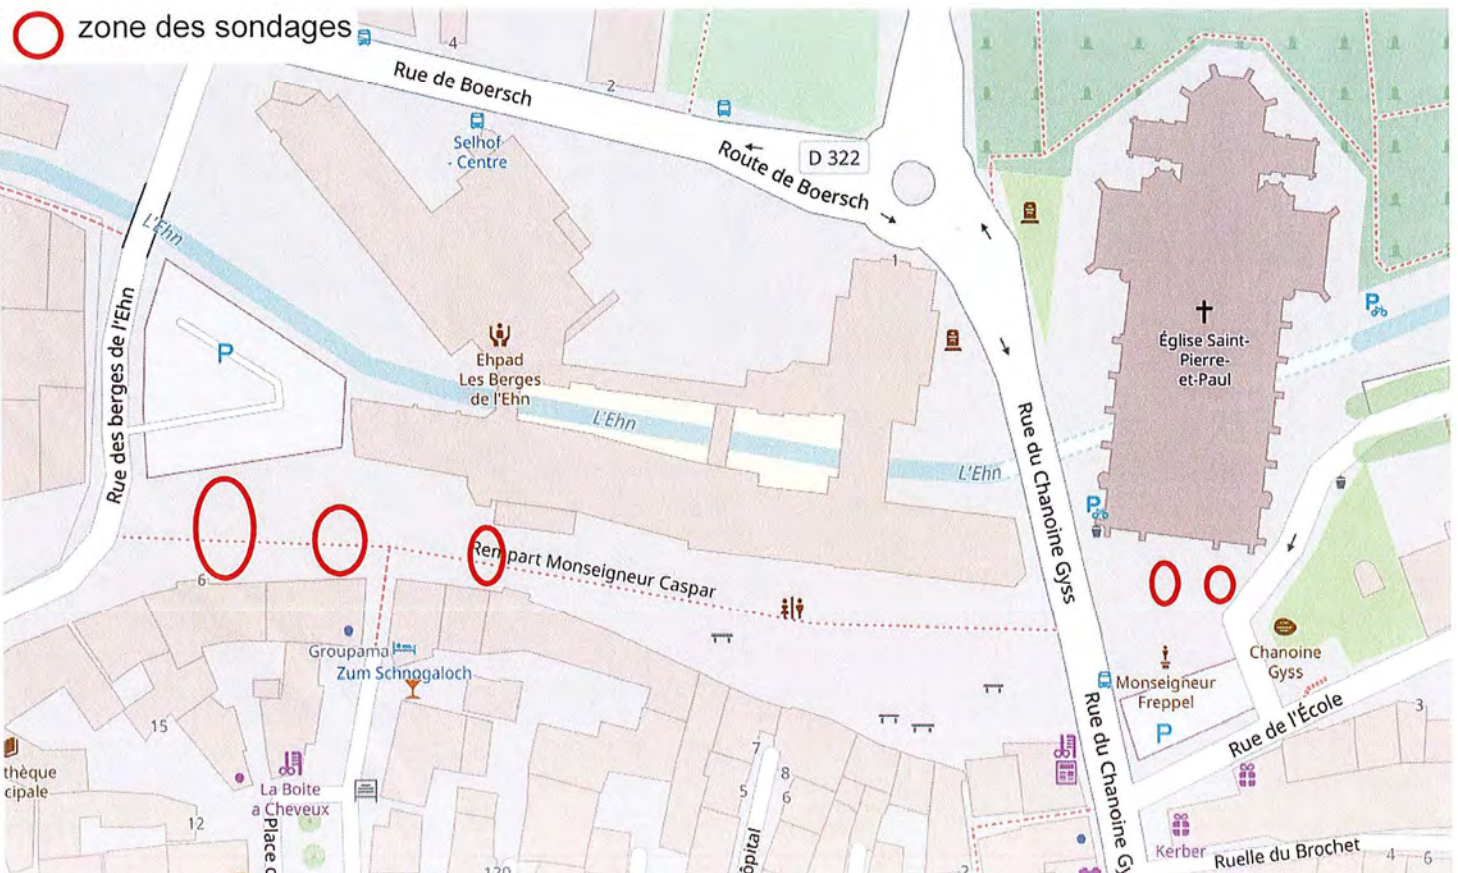 zone des sondages
4
Rue de Boersch
2
Selhof
- Centre
D 322
Route de Boersch
L'Ehn
1
Rue des berges de l'Ehn
P
Ehpad
Les Berges
de l'Ehn
L'Ehn
L'Ehn
P
Église Saint-
Pierre-
et-Paul
Rue du Chanoine Gyss
P
Rempart Monseigneur Caspar
6
Groupama
Zum Schnogaloch
Chanoine
Gyss
Monseigneur
Freppel
P
Rue de l'École
3
Rue du Chanoine Gy
15
thèque
cipale
La Boite
a Cheveux
12
Place
7
8
5
6
ôpital
120
Kerber
Ruelle du Brochet
4
6